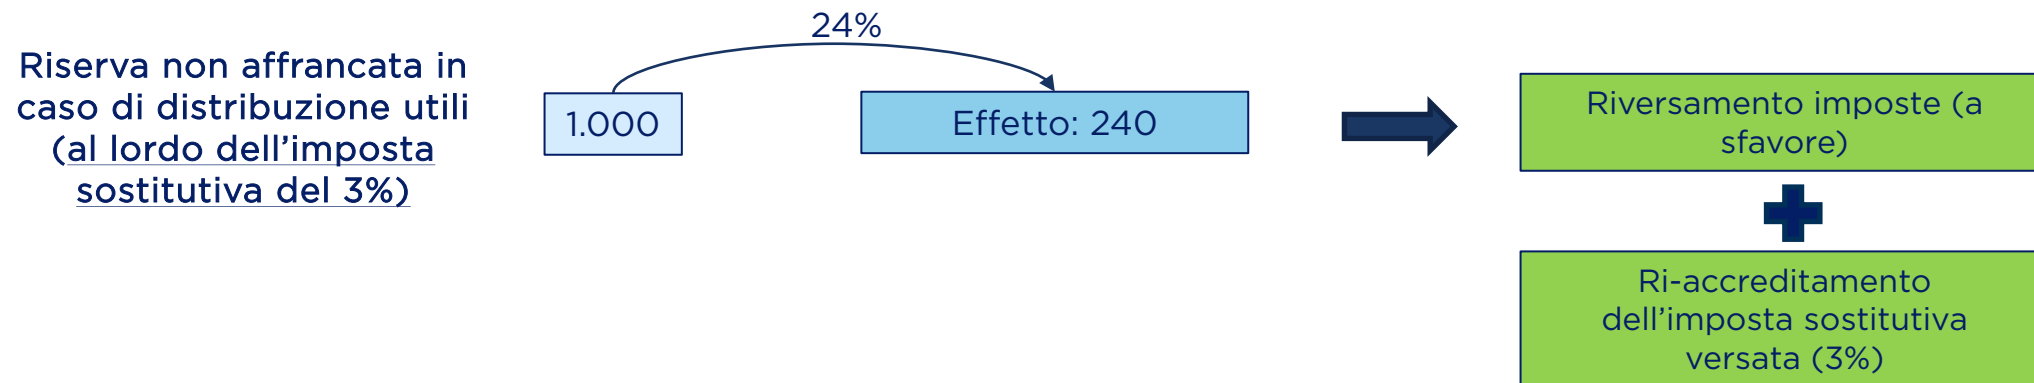 24%
Riserva non affrancata in
caso di distribuzione utili
(al lordo dell'imposta
sostitutiva del 3%)
1.000
Effetto: 240
Riversamento imposte (a
sfavore)
Ri-accreditamento
dell'imposta sostitutiva
versata (3%)